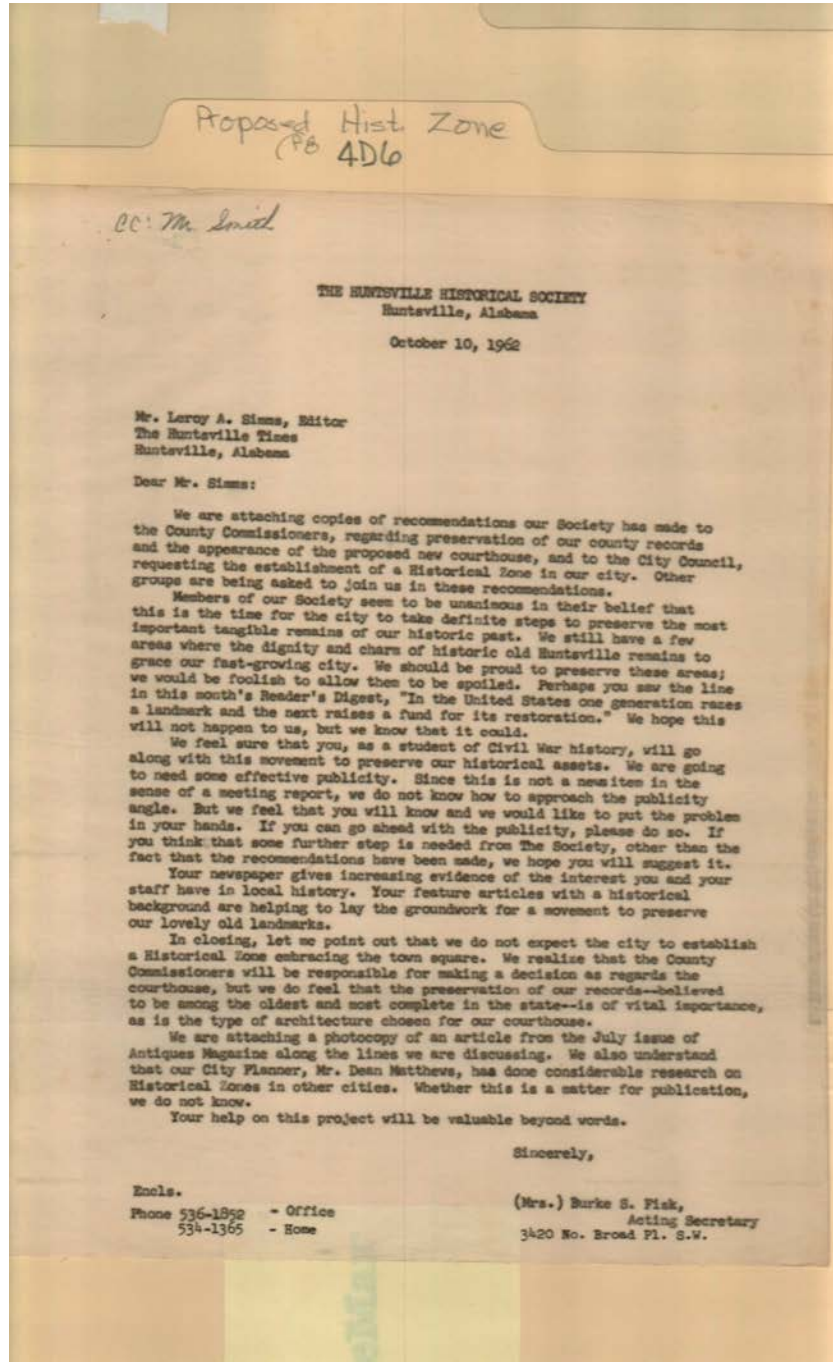 Proposed Hist. Zone
(PB 4D6
CC: Mr Smith
THE HUNTSVILLE HISTORICAL SOCIETY
Huntsville, Alabama
October 10, 1962
Mr. Leroy A. Simms, Editor
The Huntsville Times
Huntsville, Alabama
Dear Mr. Simms:
We are attaching copies of recommendations our Society has made to
the County Commissioners, regarding preservation of our county records
and the appearance of the proposed new courthouse, and to the City Council,
requesting the establishment of a Historical Zone in our city. Other
groups are being asked to join us in these recommendations.
Members of our Society seem to be unanimous in their belief that
this is the time for the city to take definite steps to preserve the most
important tangible remains of our historic past. We still have a few
areas where the dignity and charm of historic old Huntsville remains to
grace our fast-growing city. We should be proud to preserve these areas;
we would be foolish to allow them to be spoiled. Perhaps you saw the line
in this month's Reader's Digest, "In the United States one generation razes
a landmark and the next raises a fund for its restoration." We hope this
will not happen to us, but we know that it could.
We feel sure that you, as a student of Civil War history, will go
along with this movement to preserve our historical assets. We are going
to need some effective publicity. Since this is not a newsitem in the
sense of a meeting report, we do not know how to approach the publicity
angle. But we feel that you will know and we would like to put the problem
in your hands. If you can go ahead with the publicity, please do so. If
you think that some further step is needed from The Society, other than the
fact that the recommendations have been made, we hope you will suggest it.
Your newspaper gives increasing evidence of the interest you and your
staff have in local history. Your feature articles with a historical
background are helping to lay the groundwork for a movement to preserve
our lovely old landmarks.
In closing, let me point out that we do not expect the city to establish
a Historical Zone embracing the town square. We realize that the County
Commissioners will be responsible for making a decision as regards the
courthouse, but we do feel that the preservation of our records--believed
to be among the oldest and most complete in the state--is of vital importance,
as is the type of architecture chosen for our courthouse.
We are attaching a photocopy of an article from the July issue of
Antiques Magazine along the lines we are discussing. We also understand
that our City Planner, Mr. Dean Matthews, has done considerable research on
Historical Zones in other cities. Whether this is a matter for publication,
we do not know.
Your help on this project will be valuable beyond words.
Sincerely,
Encls.
Phone 536-1852 - Office
534-1365 - Home
(Mrs.) Burke S. Fisk,
Acting Secretary
3420 No. Broad Pl. S.W.